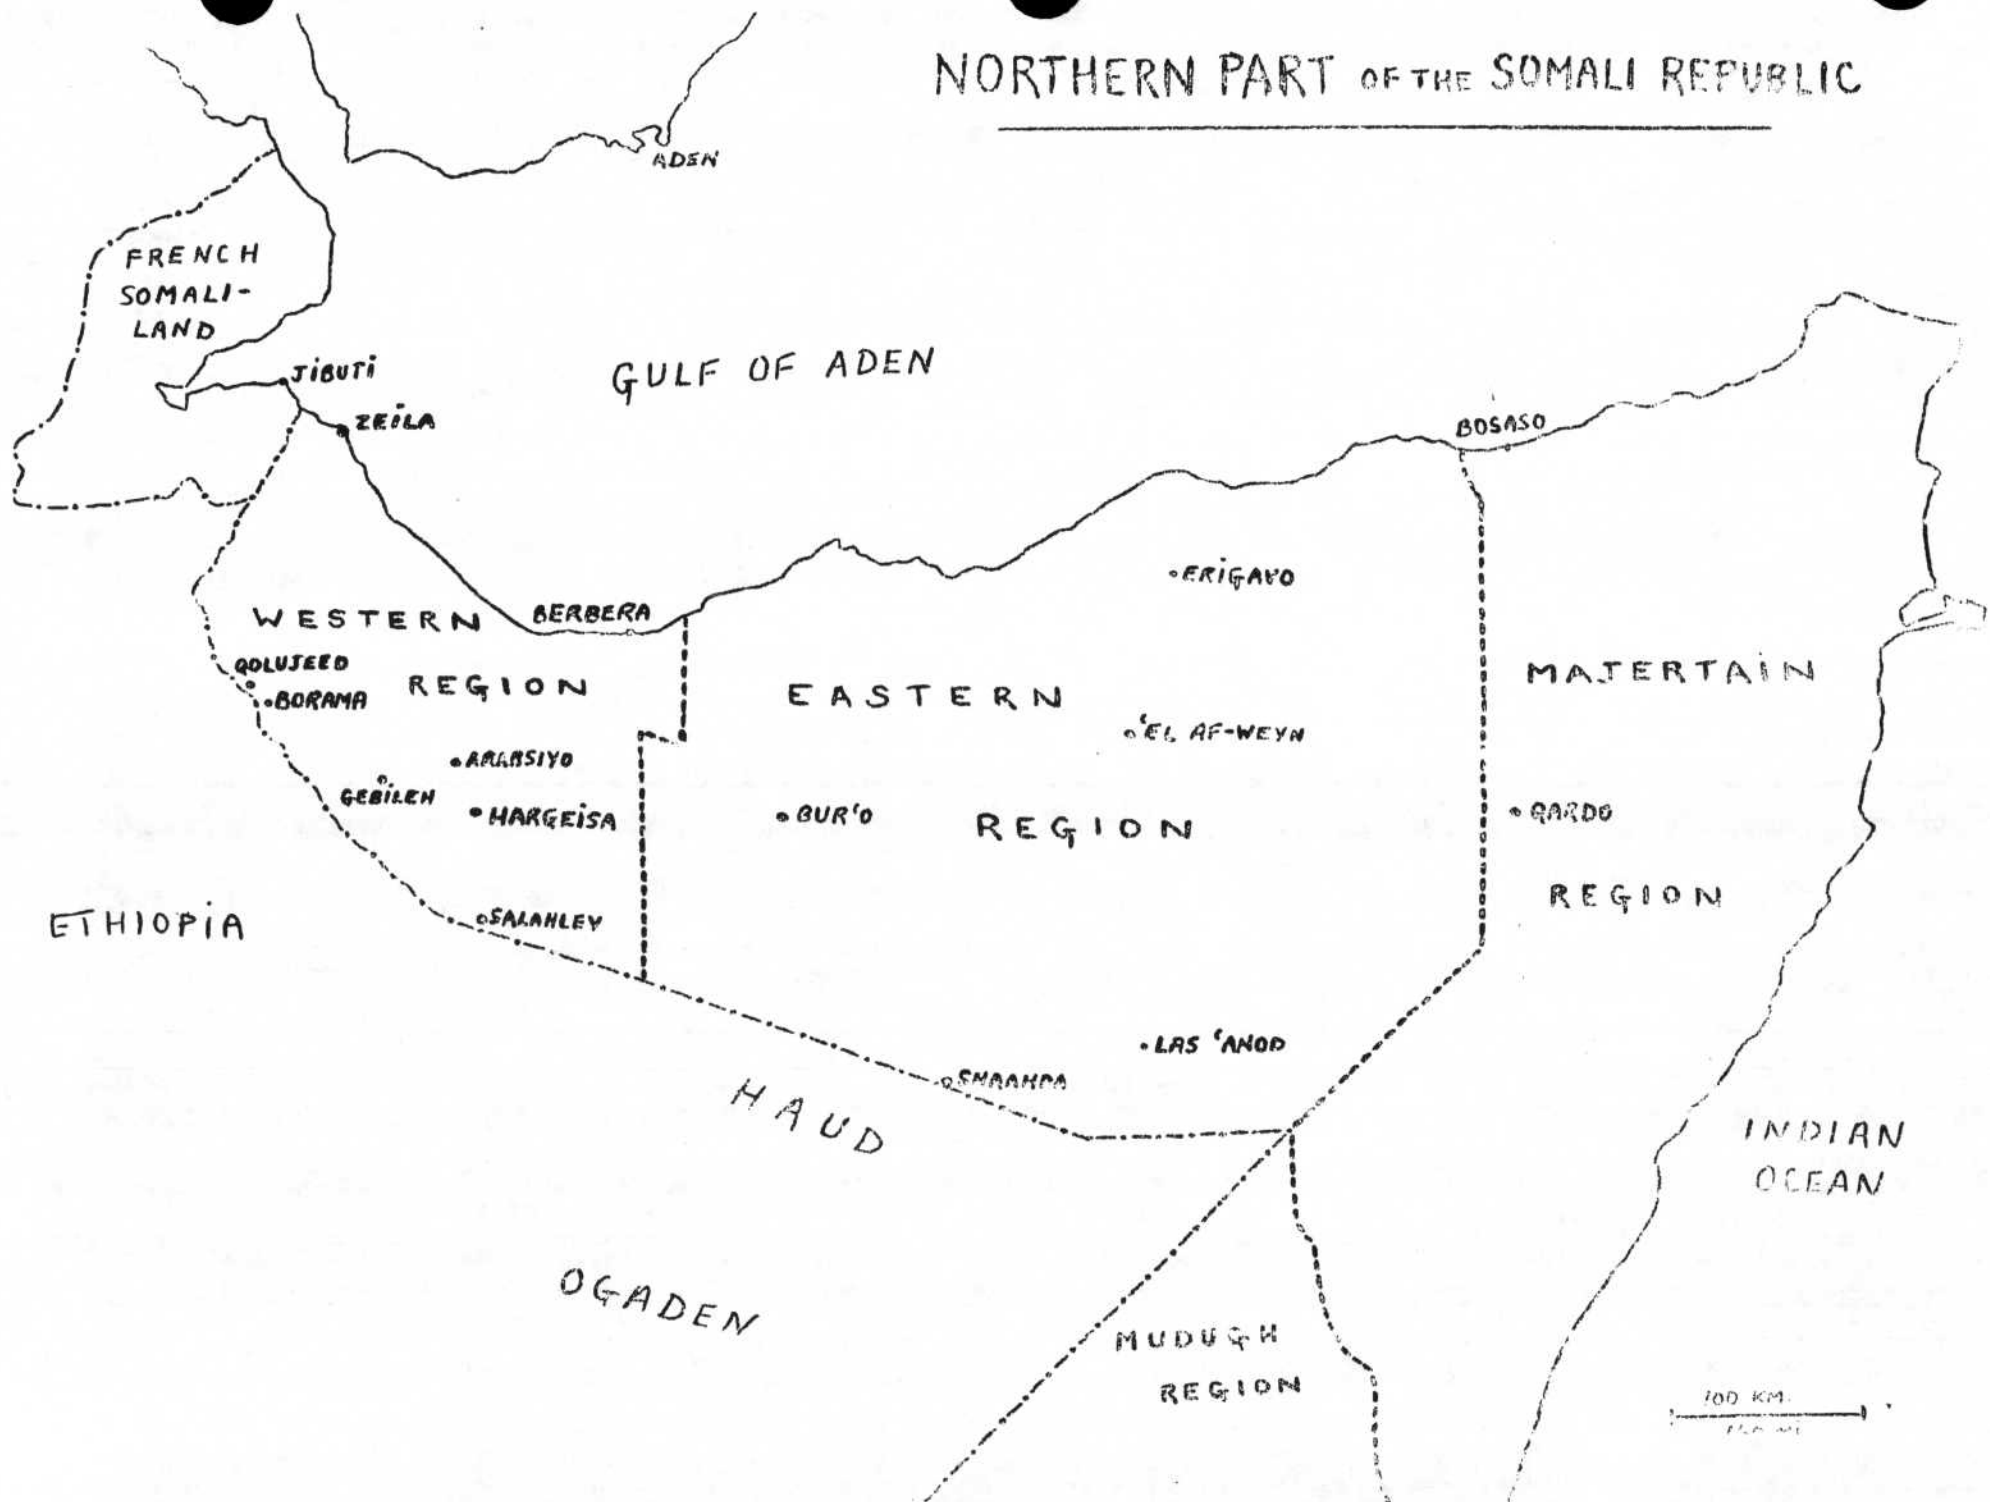 NORTHERN PART OF THE SOMALI REPUBLIC
ADEN
FRENCH
SOMALI-
LAND
JIBUTI
ZEILA
GULF OF ADEN
BOSASO
ERIGAVO
WESTERN
REGION
BERBERA
QOLUJEED
BORAMA
EASTERN
REGION
'EL AF-WEYN
MAJERTAIN
REGION
ARABSIYO
GEBILEH
HARGEISA
BUR'O
QARDO
ETHIOPIA
SALAHLEY
LAS 'ANOD
HAUD
INDIAN
OCEAN
OGADEN
MUDUGH
REGION
100 KM.